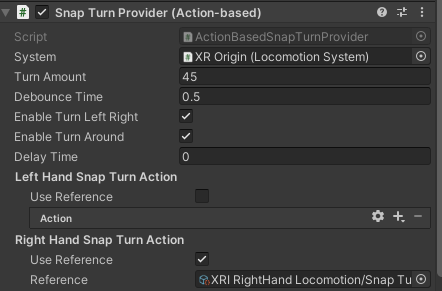 Snap Turn Provider (Action-based)
Script ActionBasedSnapTurnProvider
System XR Origin (Locomotion System)
Turn Amount 45
Debounce Time 0.5
Enable Turn Left Right
Enable Turn Around
Delay Time 0
Left Hand Snap Turn Action
Use Reference
Action
Right Hand Snap Turn Action
Use Reference
Reference XRI RightHand Locomotion/Snap Tu